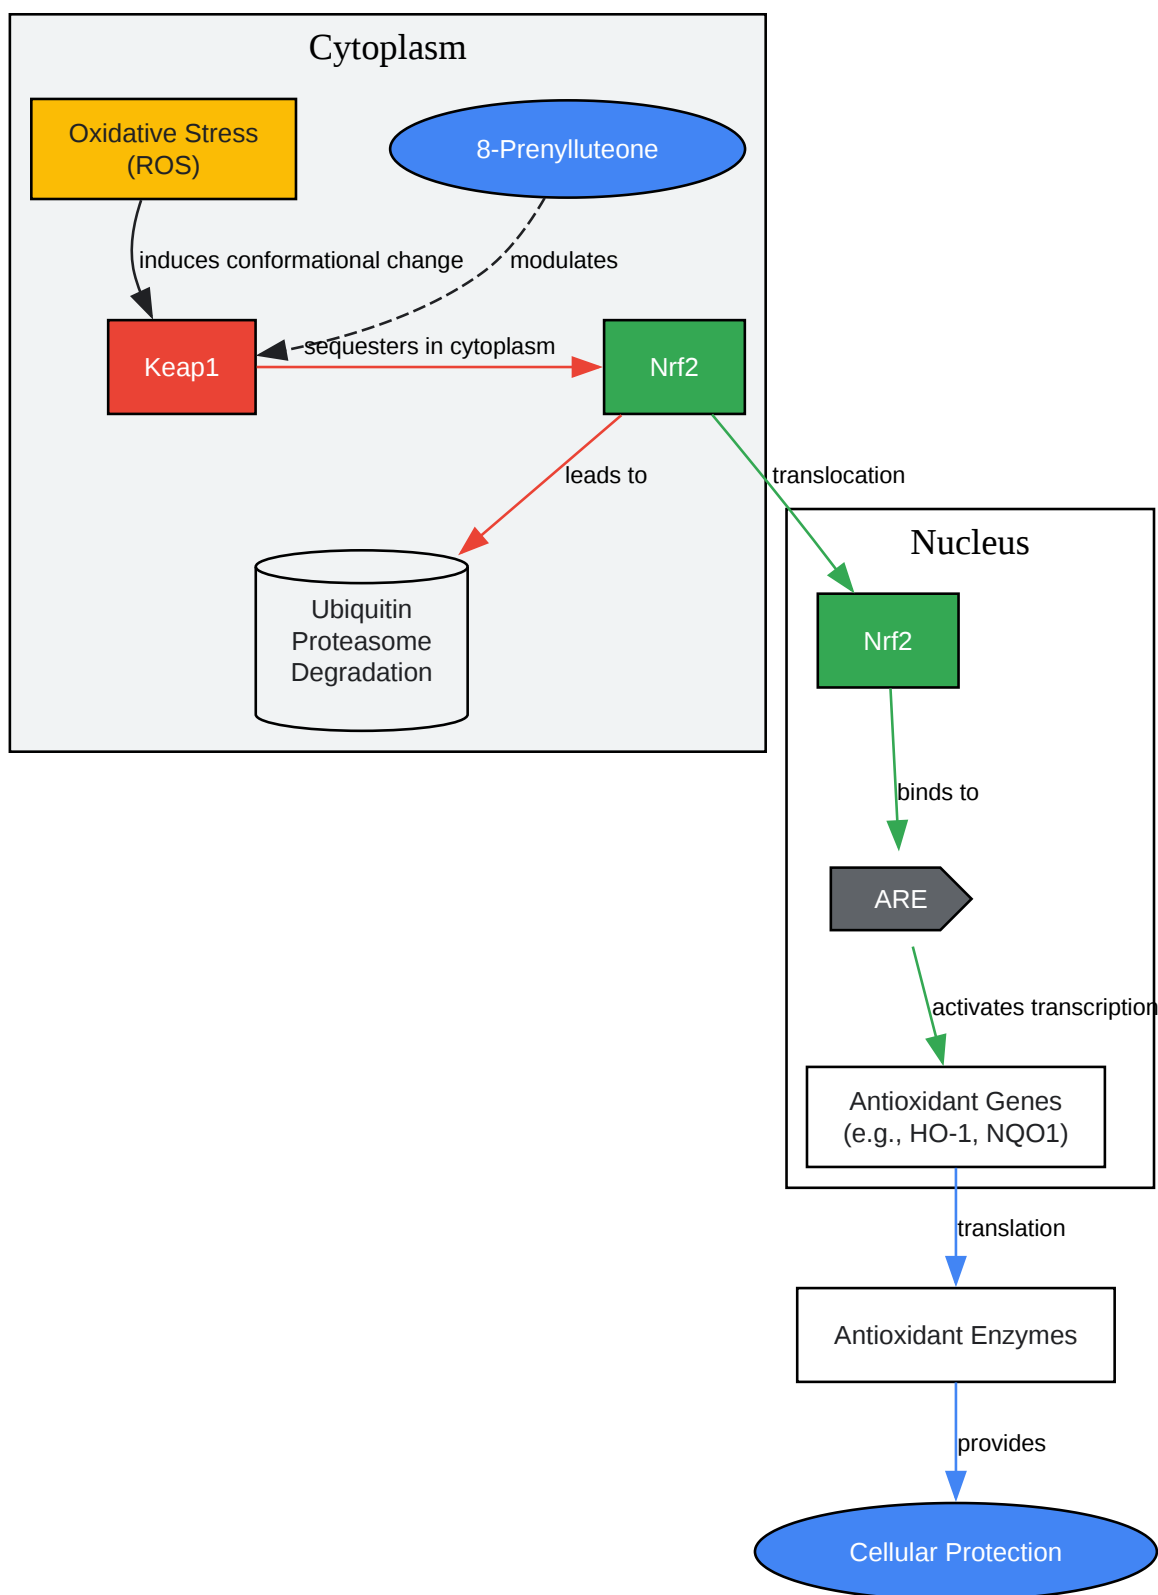 Cytoplasm
Oxidative Stress
(ROS)
8-Prenylluteone
induces conformational change
modulates
sequesters in cytoplasm
Keap1
Nrf2
leads to
translocation
Nucleus
Ubiquitin
Proteasome
Degradation
Nrf2
binds to
ARE
activates transcription
Antioxidant Genes
(e.g., HO-1, NQO1)
translation
Antioxidant Enzymes
provides
Cellular Protection